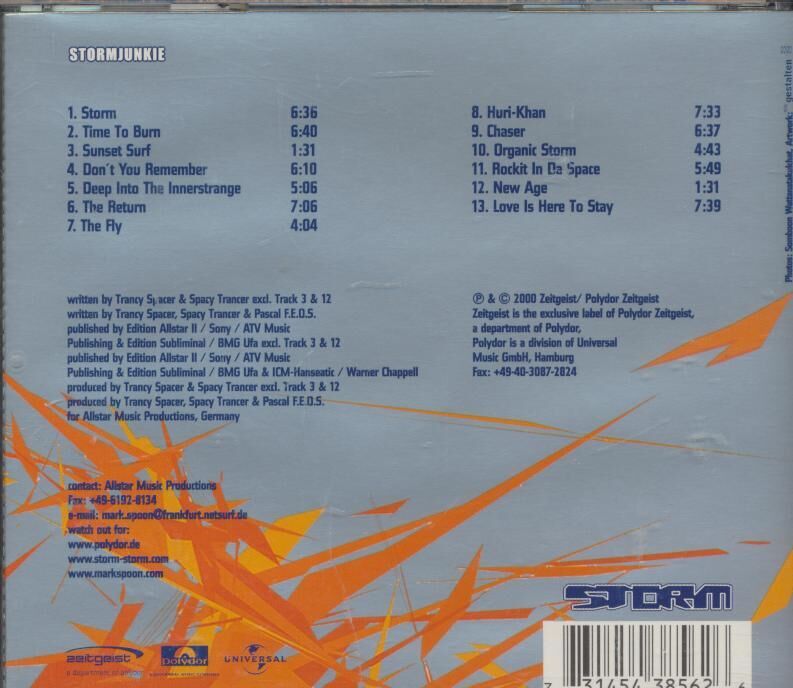 STORMJUNKIE
1. Storm 6:36
2. Time To Burn 6:40
3. Sunset Surf 1:31
4. Don't You Remember 6:10
5. Deep Into The Innerstrange 5:06
6. The Return 7:06
7. The Fly 4:04
8. Huri-Khan 7:33
9. Chaser 6:37
10. Organic Storm 4:43
11. Rockit In Da Space 5:49
12. New Age 1:31
13. Love Is Here To Stay 7:39
written by Trancy Spacer & Spacy Trancer excl. Track 3 & 12
written by Trancy Spacer, Spacy Trancer & Pascal F.E.O.S.
published by Edition Allstar II / Sony / ATV Music
Publishing & Edition Subliminal / BMG Ufa excl. Track 3 & 12
published by Edition Allstar II / Sony / ATV Music
Publishing & Edition Subliminal / BMG Ufa & ICM-Hanseatic / Warner Chappell
produced by Trancy Spacer & Spacy Trancer excl. Track 3 & 12
produced by Trancy Spacer, Spacy Trancer & Pascal F.E.O.S.
for Allstar Music Productions, Germany
℗ & © 2000 Zeitgeist/ Polydor Zeitgeist
Zeitgeist is the exclusive label of Polydor Zeitgeist,
a department of Polydor,
Polydor is a division of Universal
Music GmbH, Hamburg
Fax: +49-40-3087-2824
contact: Allstar Music Productions
Fax: +49-6192-8134
e-mail: mark.spoon@frankfurt.netsurf.de
watch out for:
www.polydor.de
www.storm-storm.com
www.markspoon.com
STORM
zeitgeist
a department of polydor
Polydor
UNIVERSAL
7 31454 38562 6
Photos: Artwork: gestalten